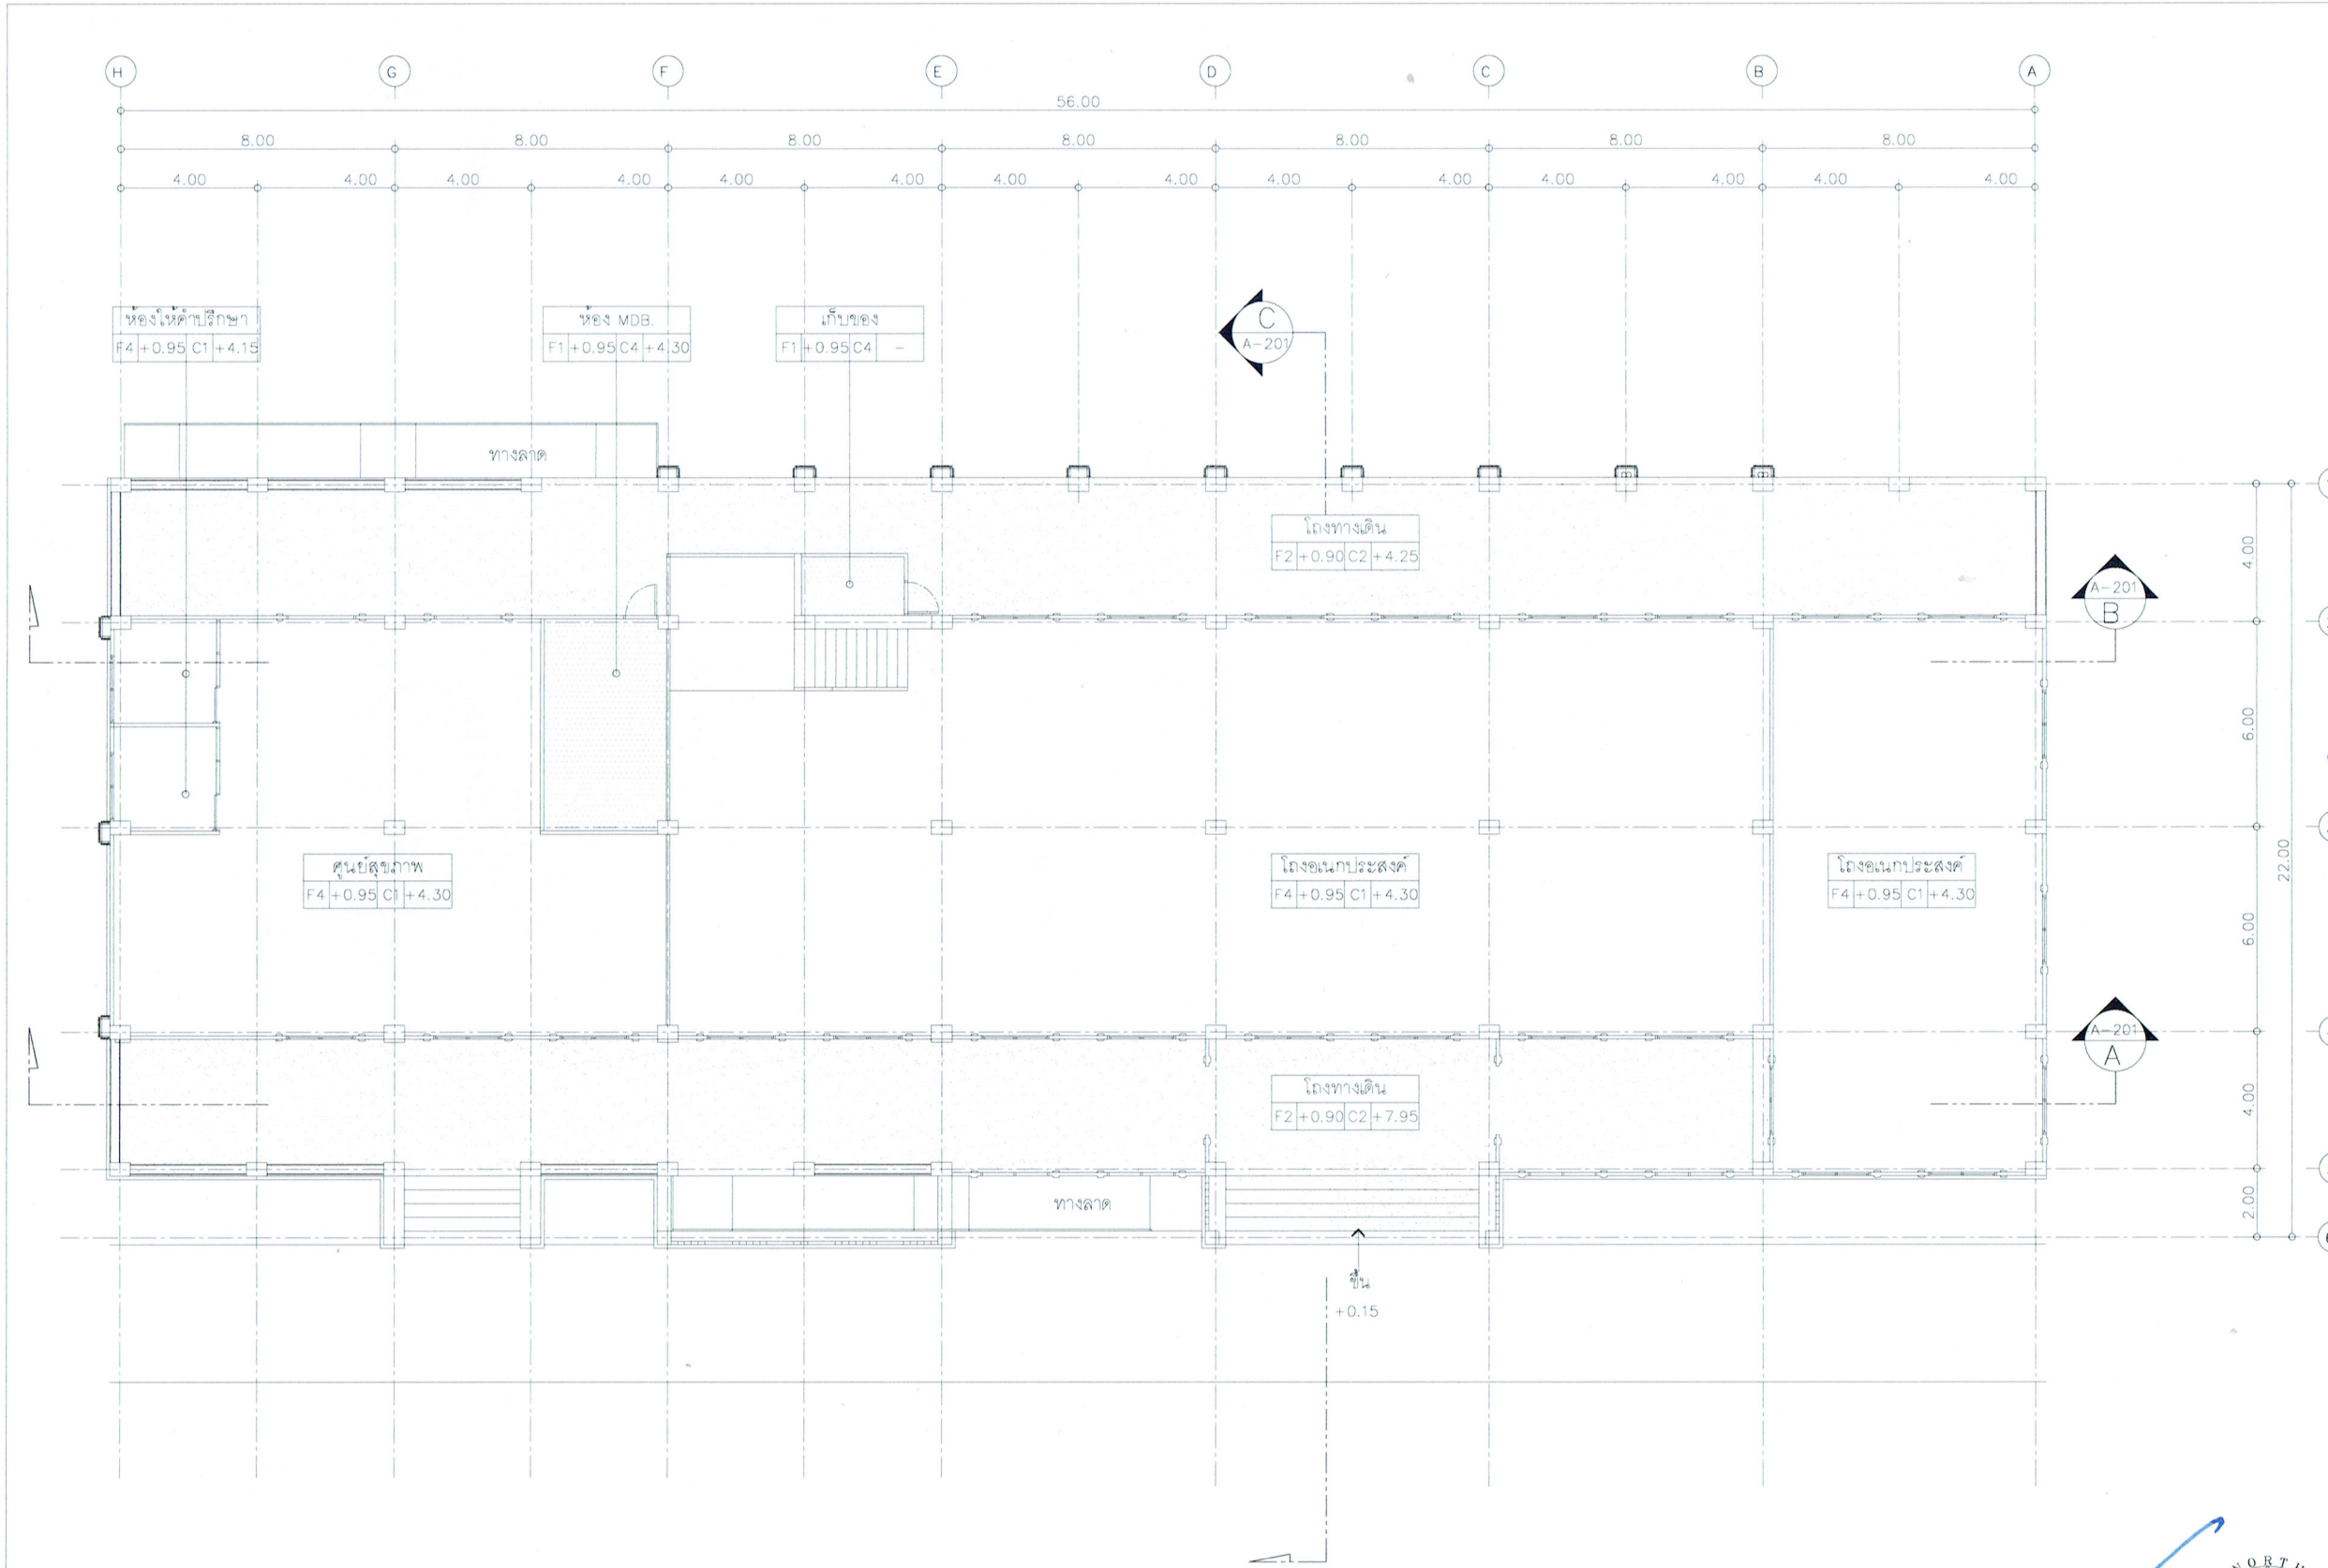 H G F E D C B A
56.00
8.00 8.00 8.00 8.00 8.00 8.00 8.00
4.00 4.00 4.00 4.00 4.00 4.00 4.00 4.00 4.00 4.00 4.00 4.00 4.00 4.00
ห้องให้คำปรึกษา
F4 +0.95 C1 +4.15
ห้อง MDB.
F1 +0.95 C4 +4.30
เก็บของ
F1 +0.95 C4 -
C
A-201
ทางลาด
โถงทางเดิน
F2 +0.90 C2 +4.25
4.00
A-201
B
6.00
22.00
ศูนย์สุขภาพ
F4 +0.95 C1 +4.30
โถงอเนกประสงค์
F4 +0.95 C1 +4.30
โถงอเนกประสงค์
F4 +0.95 C1 +4.30
6.00
A-201
A
โถงทางเดิน
F2 +0.90 C2 +7.95
4.00
ทางลาด
2.00
ขึ้น
+0.15
NORTH